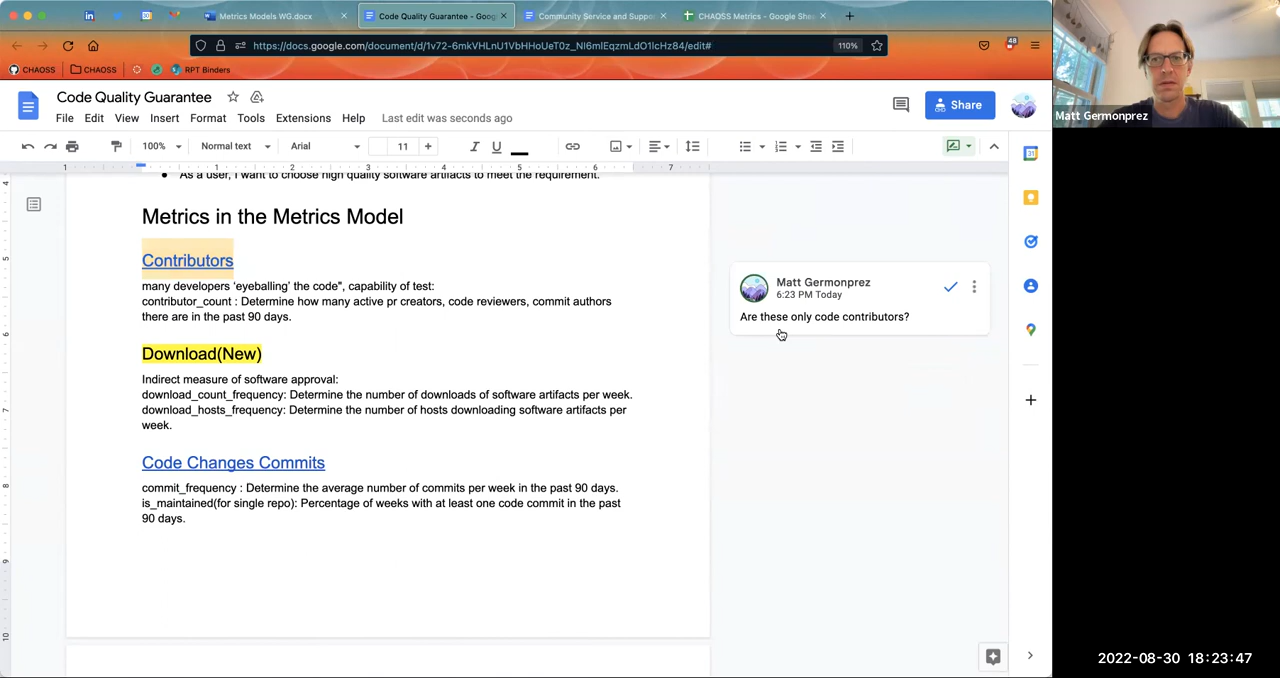 Metrics Models WG.docx
Code Quality Guarantee - Goog
Community Service and Suppo
CHAOSS Metrics - Google Shee
https://docs.google.com/document/d/1v72-6mkVHLnU1VbHHoUeT0z_NI6mIEqzmLdO1lcHz84/edit#
110%
48
CHAOSS
CHAOSS
RPT Binders
Code Quality Guarantee
File Edit View Insert Format Tools Extensions Help Last edit was seconds ago
Share
100% Normal text Arial 11
As a user, I want to choose high quality software artifacts to meet the requirement.
Metrics in the Metrics Model
Contributors
many developers 'eyeballing' the code", capability of test:
contributor_count : Determine how many active pr creators, code reviewers, commit authors
there are in the past 90 days.
Download(New)
Indirect measure of software approval:
download_count_frequency: Determine the number of downloads of software artifacts per week.
download_hosts_frequency: Determine the number of hosts downloading software artifacts per
week.
Code Changes Commits
commit_frequency : Determine the average number of commits per week in the past 90 days.
is_maintained(for single repo): Percentage of weeks with at least one code commit in the past
90 days.
Matt Germonprez
6:23 PM Today
Are these only code contributors?
Matt Germonprez
2022-08-30 18:23:47